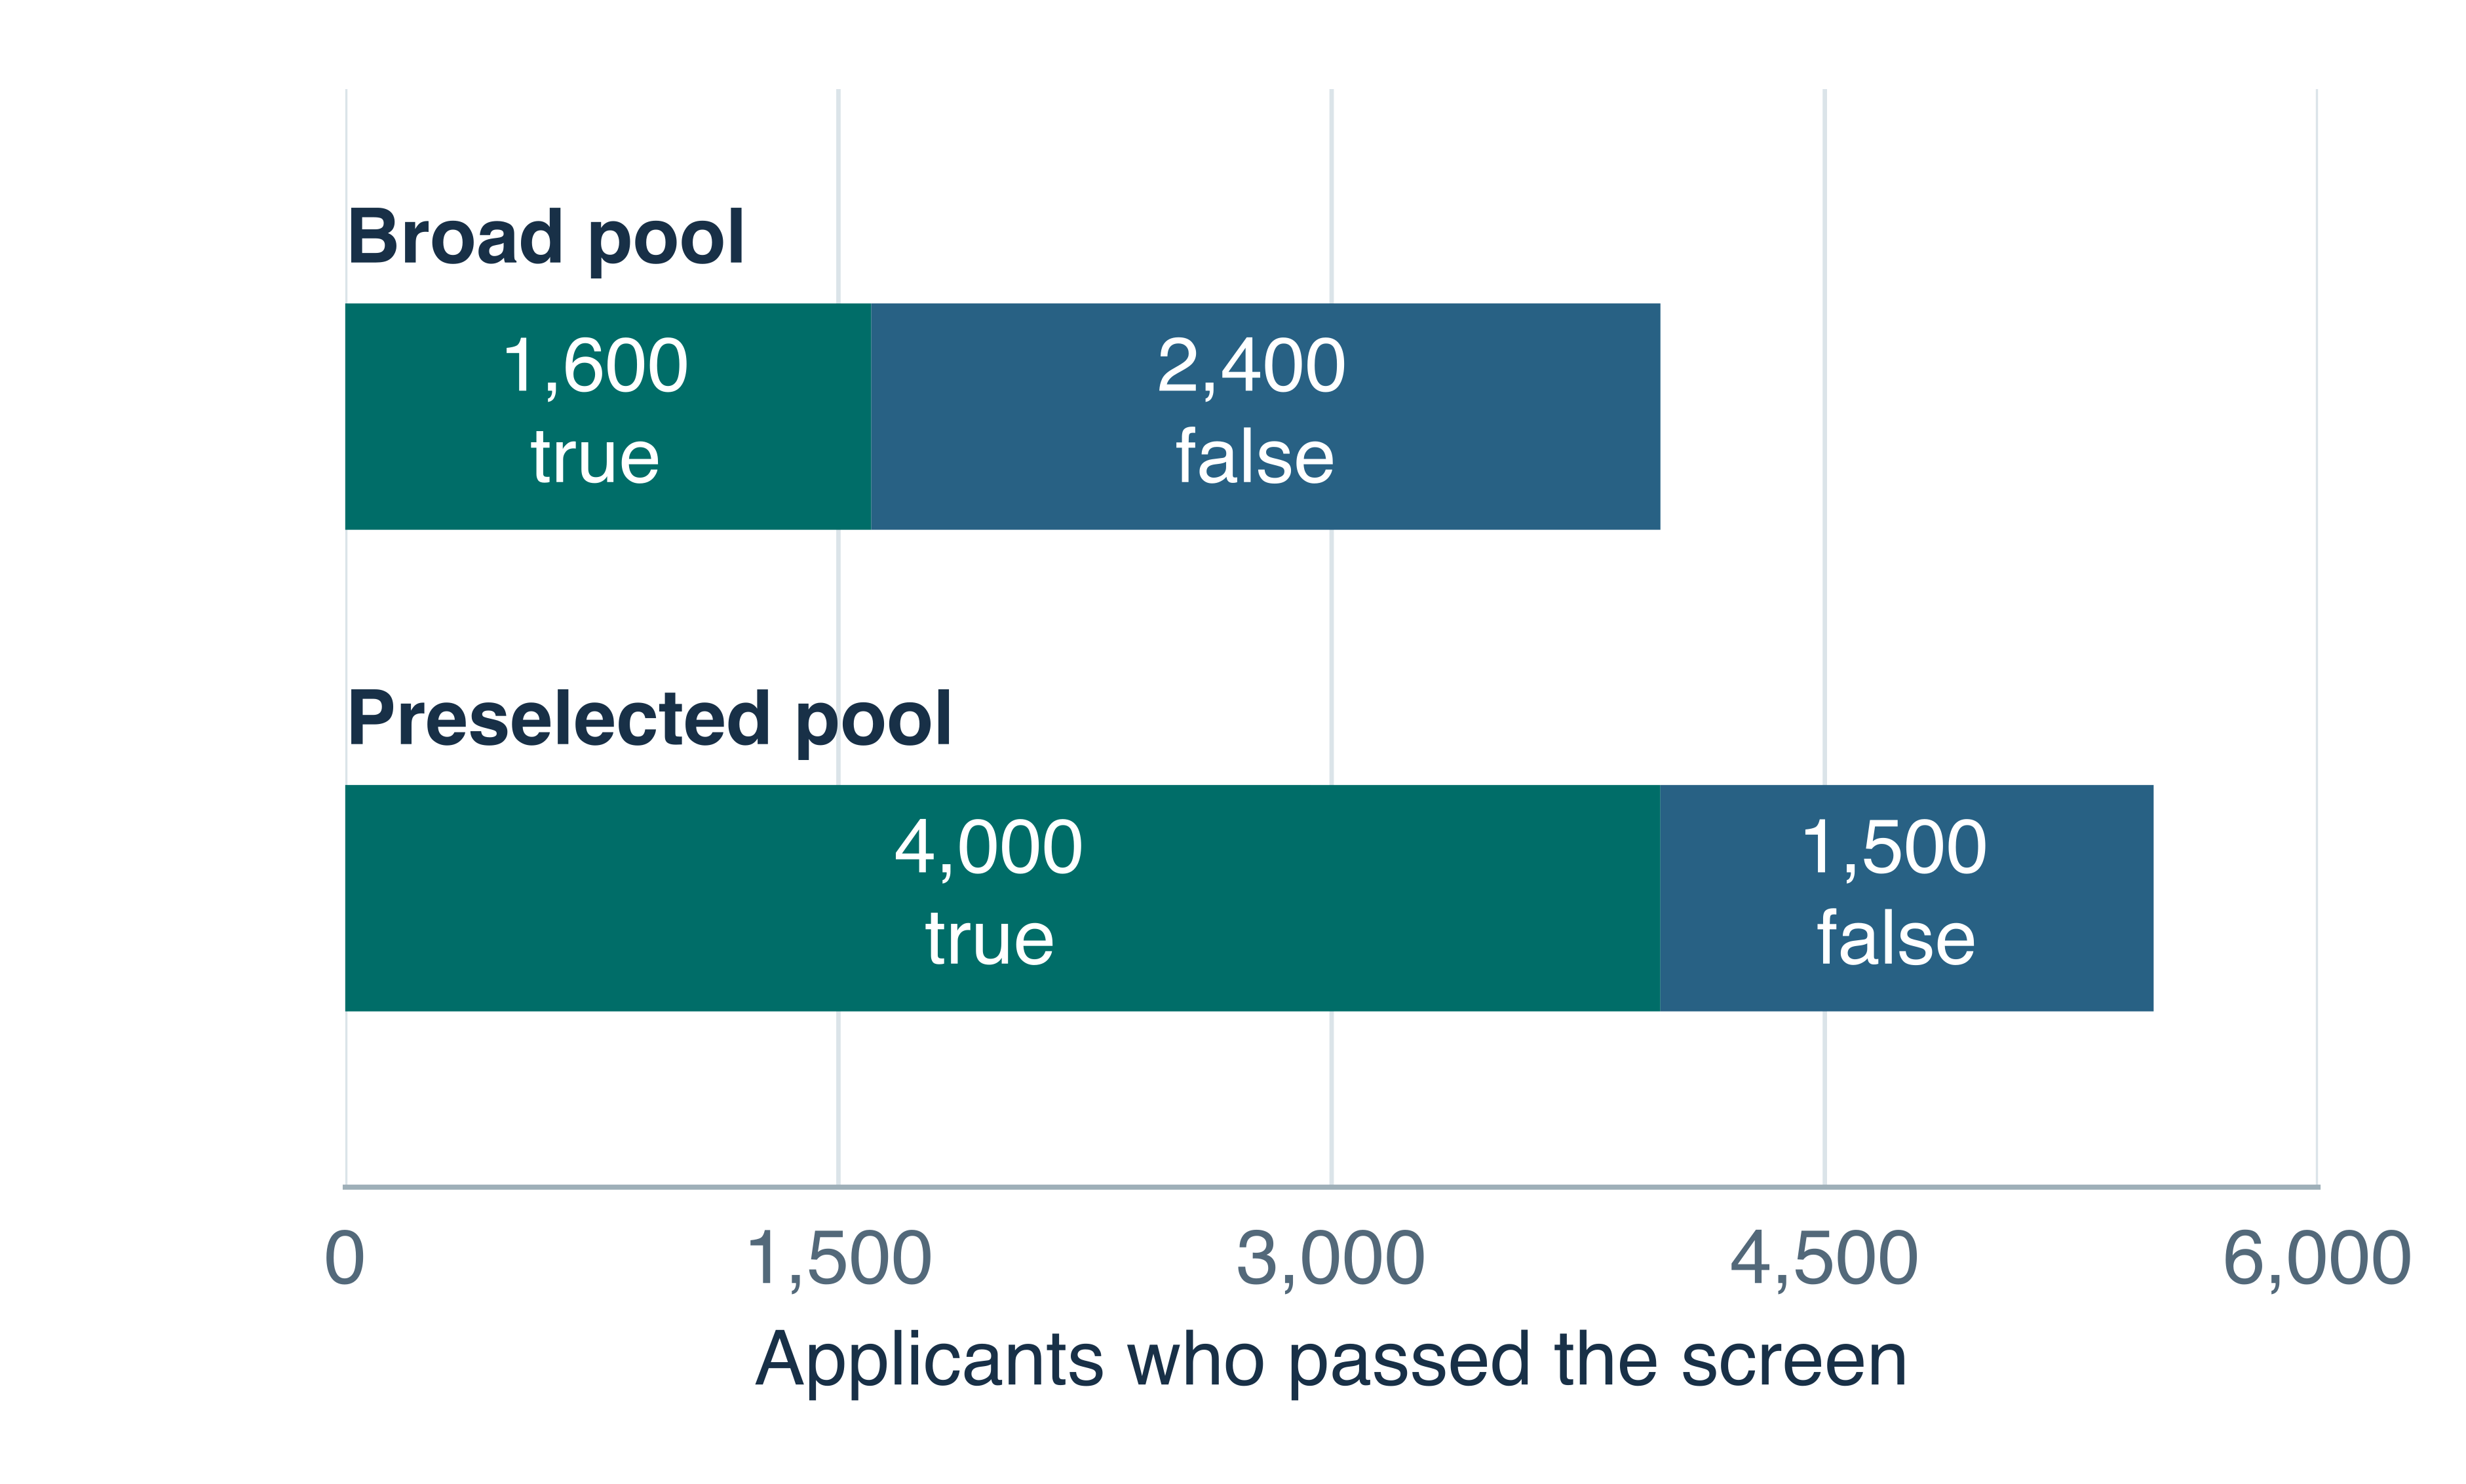 Broad pool
1,600 2,400
true false
Preselected pool
4,000 1,500
true false
0 1,500 3,000 4,500 6,000
Applicants who passed the screen